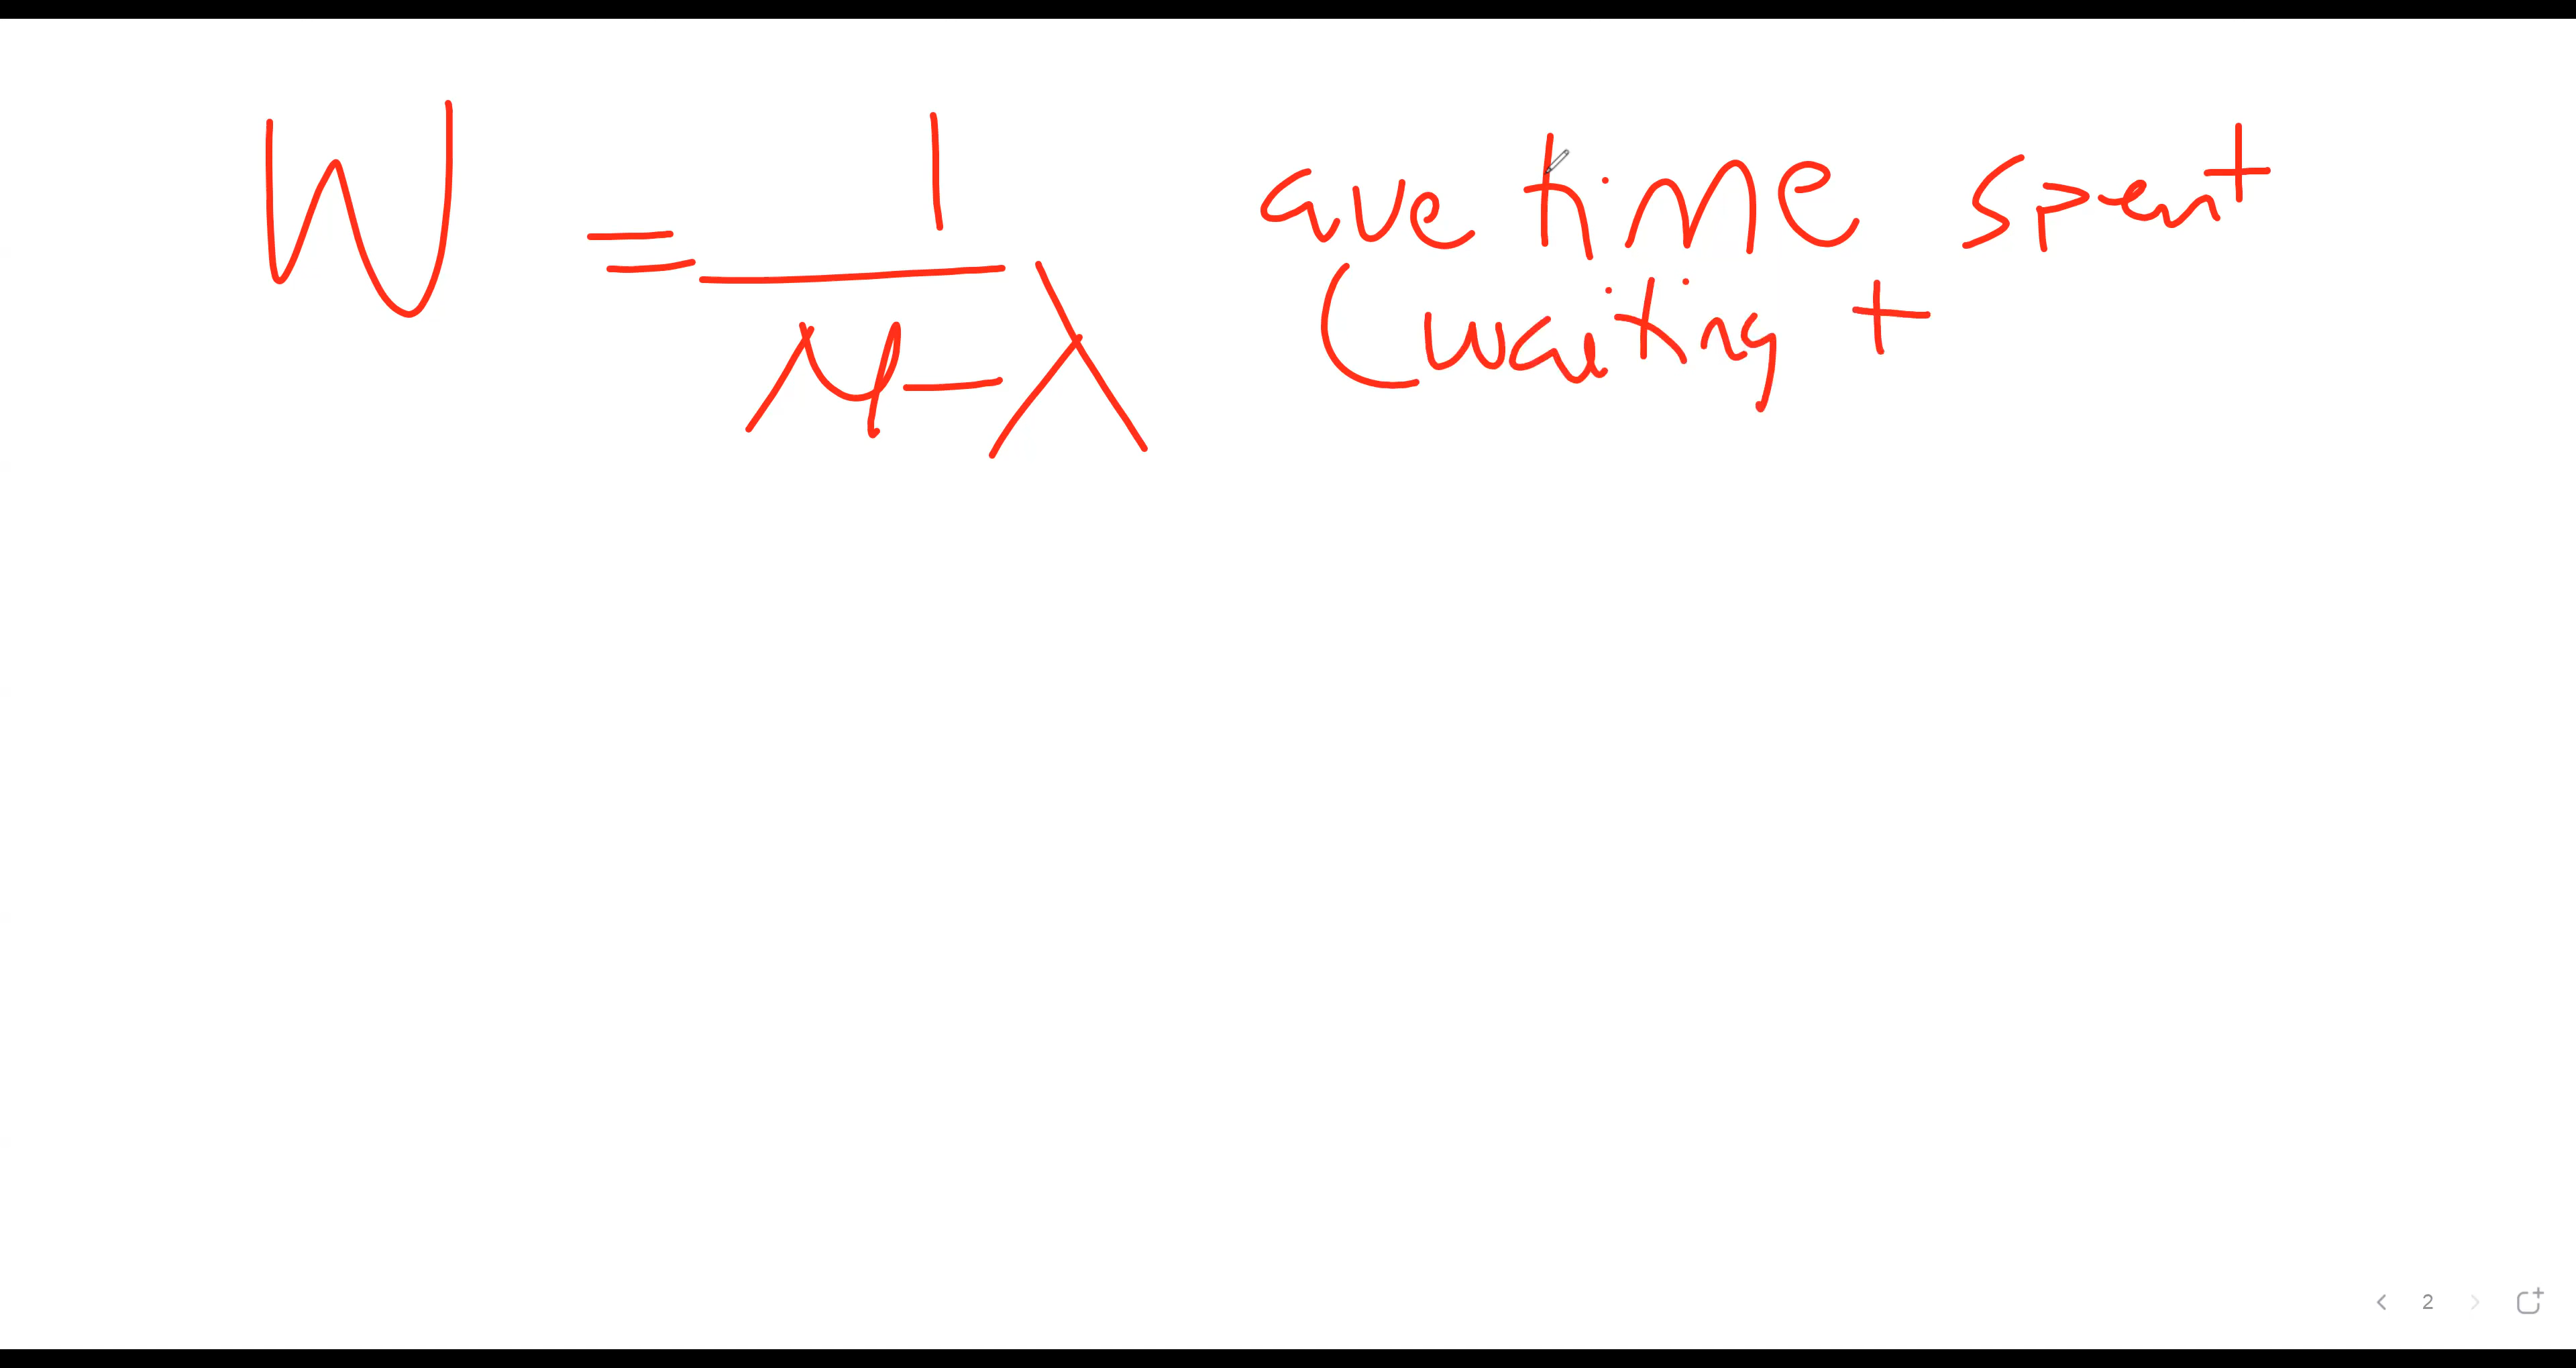 W = 1 / μ - λ
ave time spent
(waiting +
2